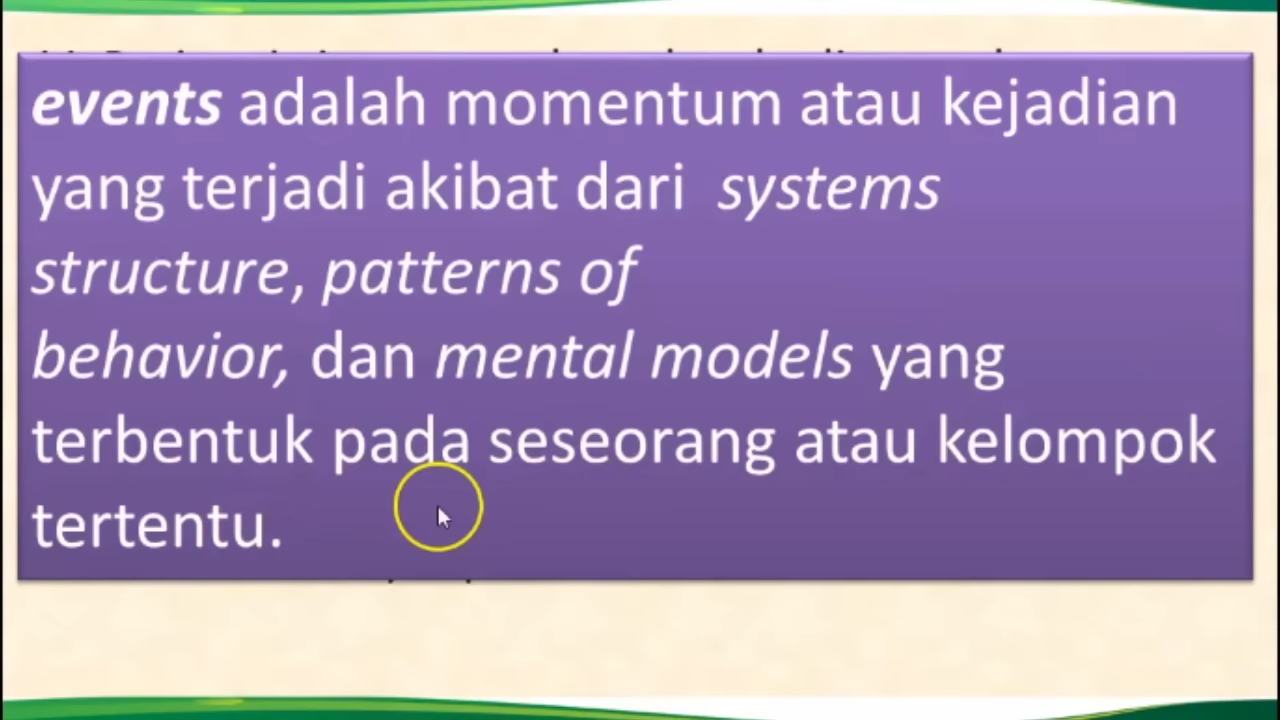 events adalah momentum atau kejadian
yang terjadi akibat dari systems
structure, patterns of
behavior, dan mental models yang
terbentuk pada seseorang atau kelompok
tertentu.